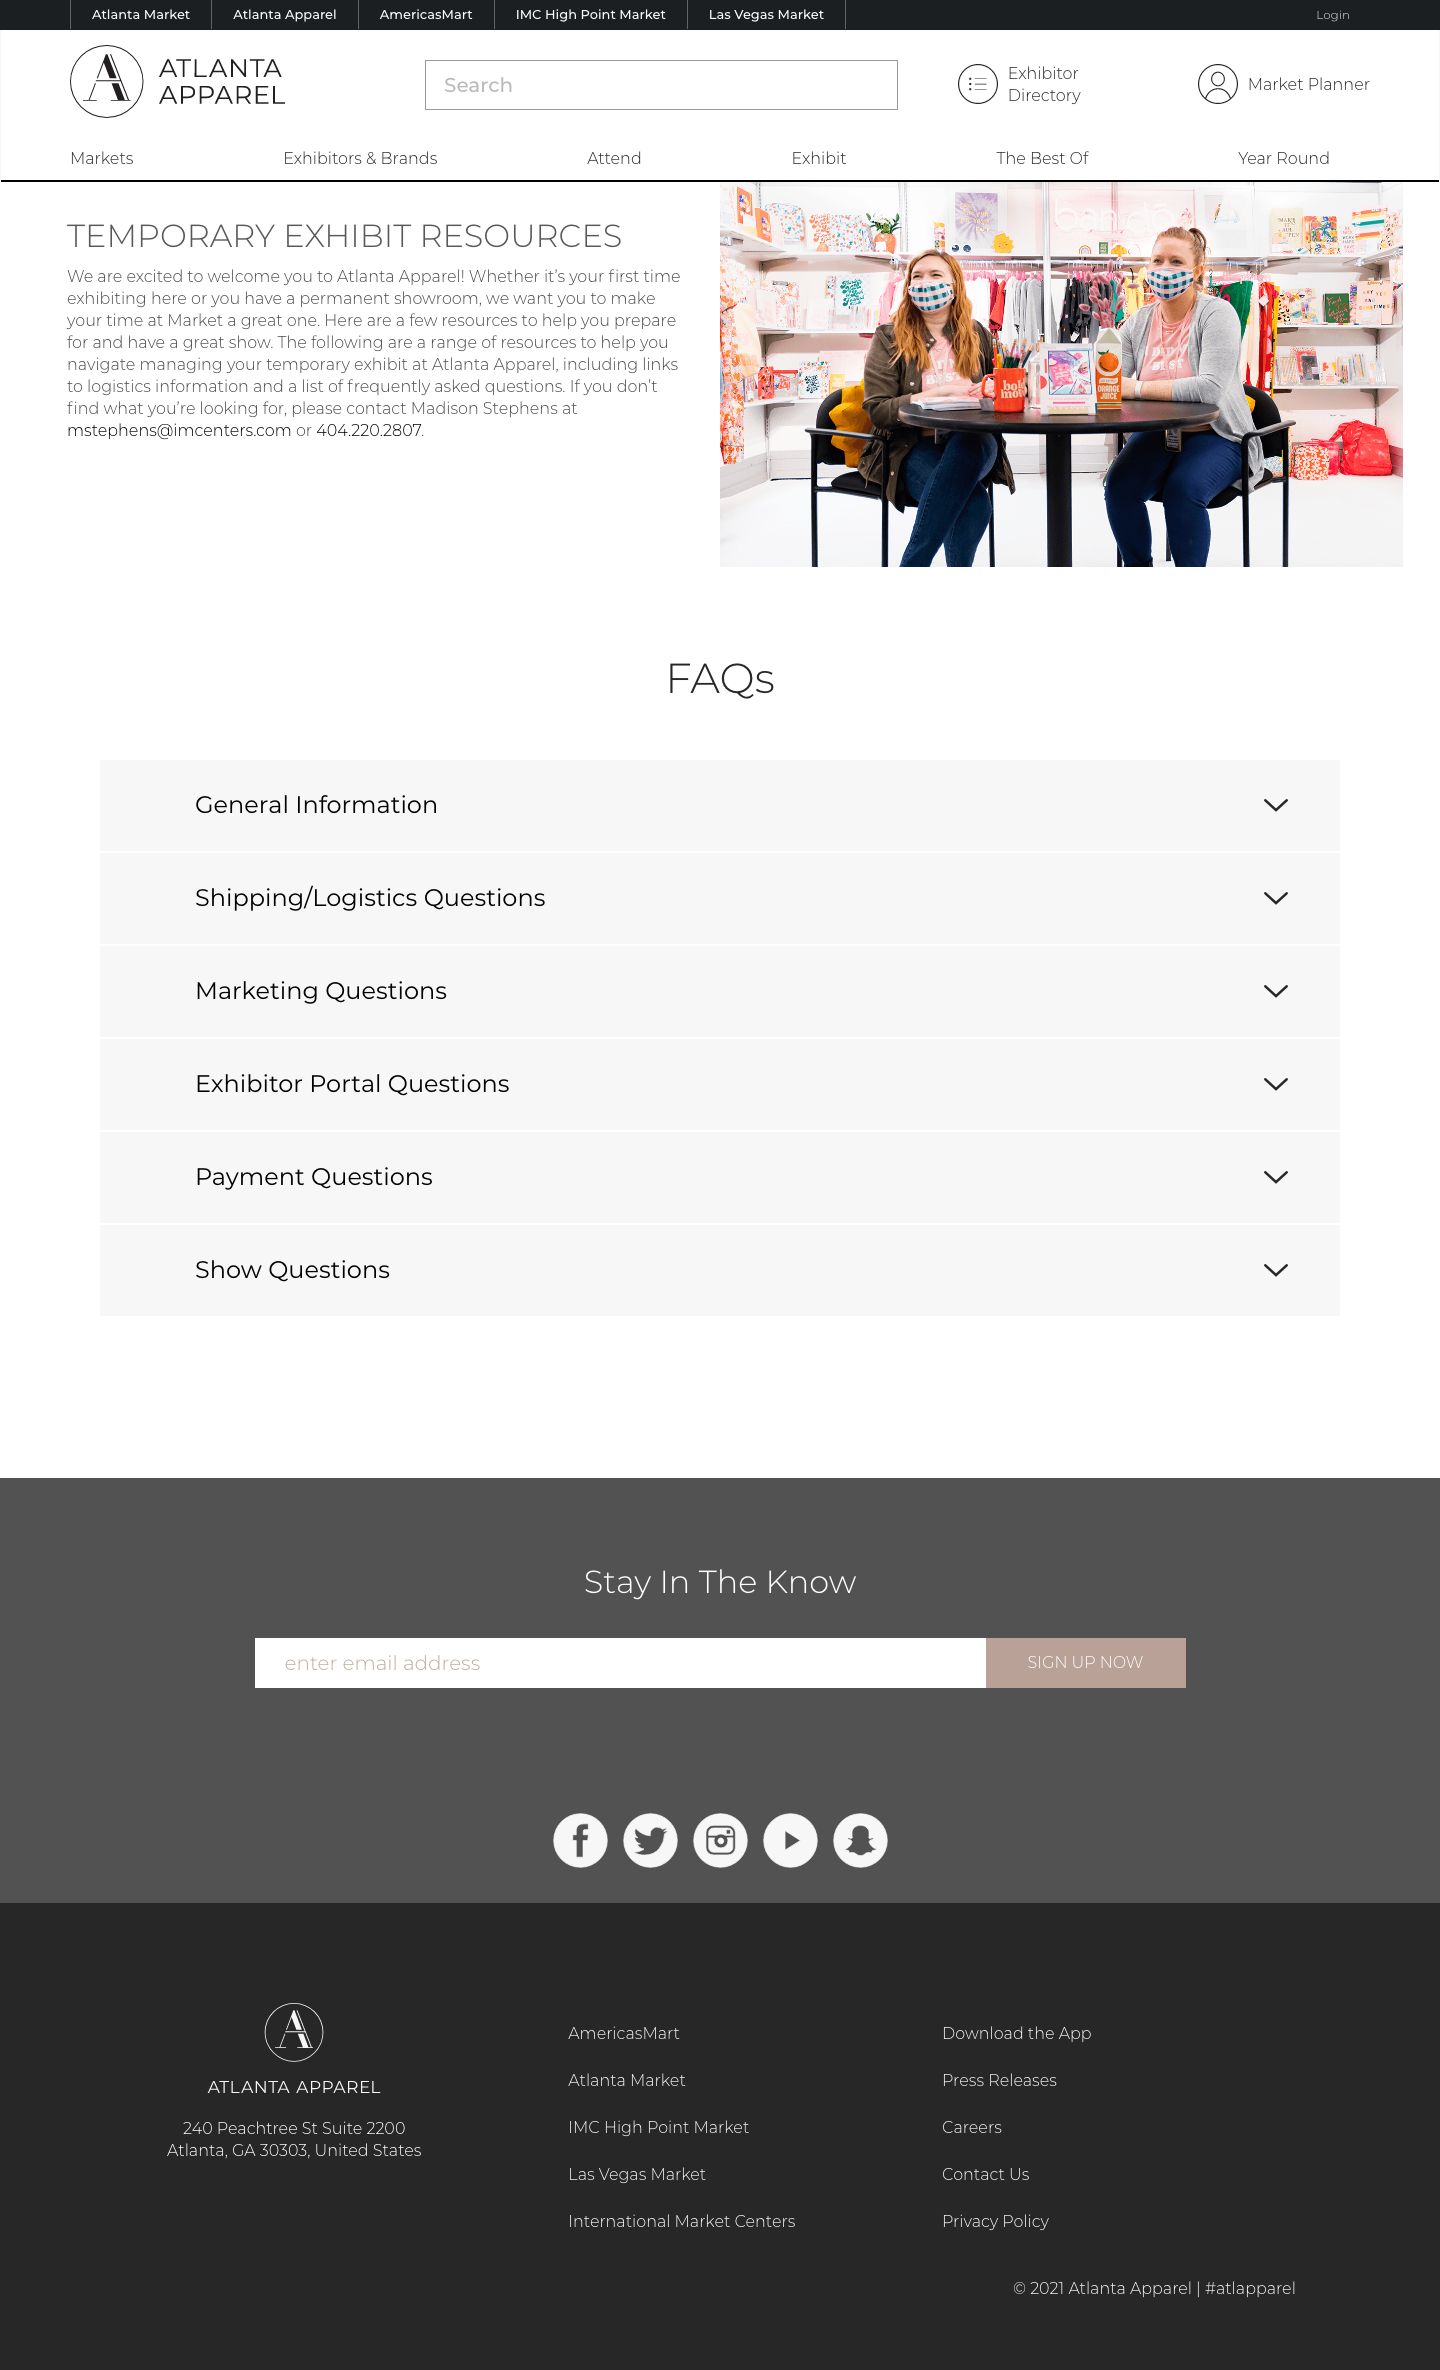 Atlanta Market
Atlanta Apparel
AmericasMart
IMC High Point Market
Las Vegas Market
Login
ATLANTA
APPAREL
Search
Exhibitor
Directory
Market Planner
Markets
Exhibitors & Brands
Attend
Exhibit
The Best Of
Year Round
TEMPORARY EXHIBIT RESOURCES
We are excited to welcome you to Atlanta Apparel! Whether it's your first time
exhibiting here or you have a permanent showroom, we want you to make
your time at Market a great one. Here are a few resources to help you prepare
for and have a great show. The following are a range of resources to help you
navigate managing your temporary exhibit at Atlanta Apparel, including links
to logistics information and a list of frequently asked questions. If you don't
find what you're looking for, please contact Madison Stephens at
mstephens@imcenters.com or 404.220.2807.
ban.do
ORANGE
JUICE
FAQs
General Information
Shipping/Logistics Questions
Marketing Questions
Exhibitor Portal Questions
Payment Questions
Show Questions
Stay In The Know
enter email address
SIGN UP NOW
ATLANTA APPAREL
240 Peachtree St Suite 2200
Atlanta, GA 30303, United States
AmericasMart
Atlanta Market
IMC High Point Market
Las Vegas Market
International Market Centers
Download the App
Press Releases
Careers
Contact Us
Privacy Policy
© 2021 Atlanta Apparel | #atlapparel